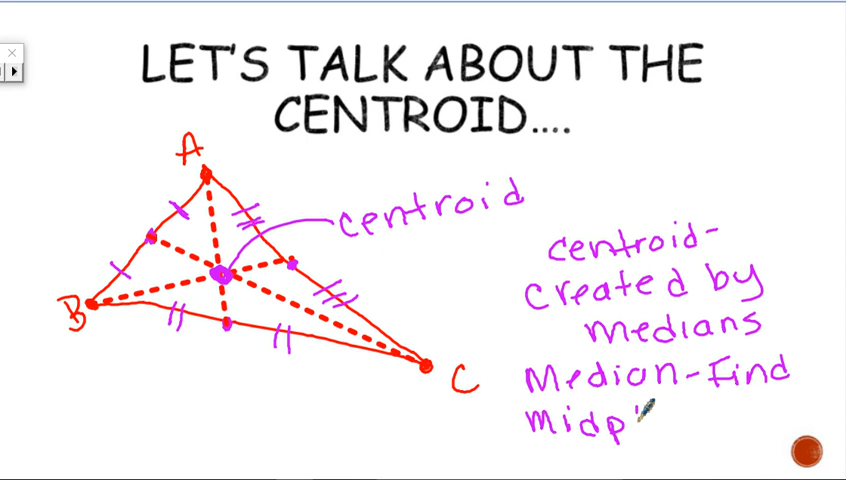 LET'S TALK ABOUT THE
CENTROID....
A
centroid
B
C
centroid-
created by
medians
Median-Find
midp